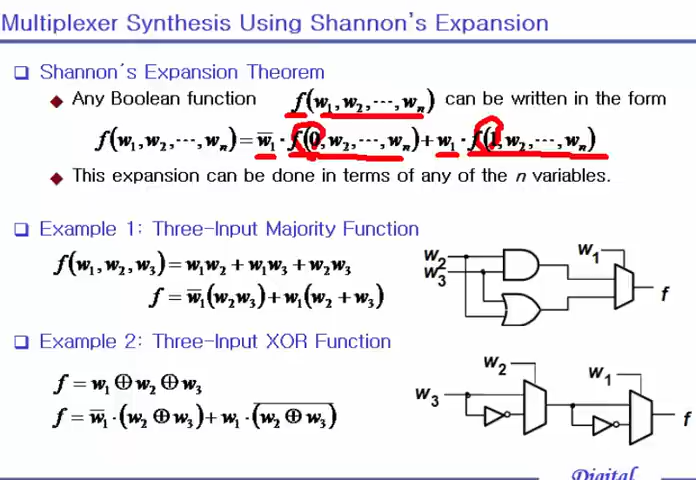 Multiplexer Synthesis Using Shannon's Expansion
Shannon's Expansion Theorem
Any Boolean function f(w₁, w₂, ⋯, wₙ) can be written in the form
f(w₁, w₂, ⋯, wₙ) = w̅₁ · f(0, w₂, ⋯, wₙ) + w₁ · f(1, w₂, ⋯, wₙ)
This expansion can be done in terms of any of the n variables.
Example 1: Three-Input Majority Function
f(w₁, w₂, w₃) = w₁w₂ + w₁w₃ + w₂w₃
f = w̅₁(w₂w₃) + w₁(w₂ + w₃)
W₂
W₃
W₁
f
Example 2: Three-Input XOR Function
f = w₁ ⊕ w₂ ⊕ w₃
f = w̅₁ · (w₂ ⊕ w₃) + w₁ · \overline{(w₂ ⊕ w₃)}
W₂
W₁
W₃
f
Digital